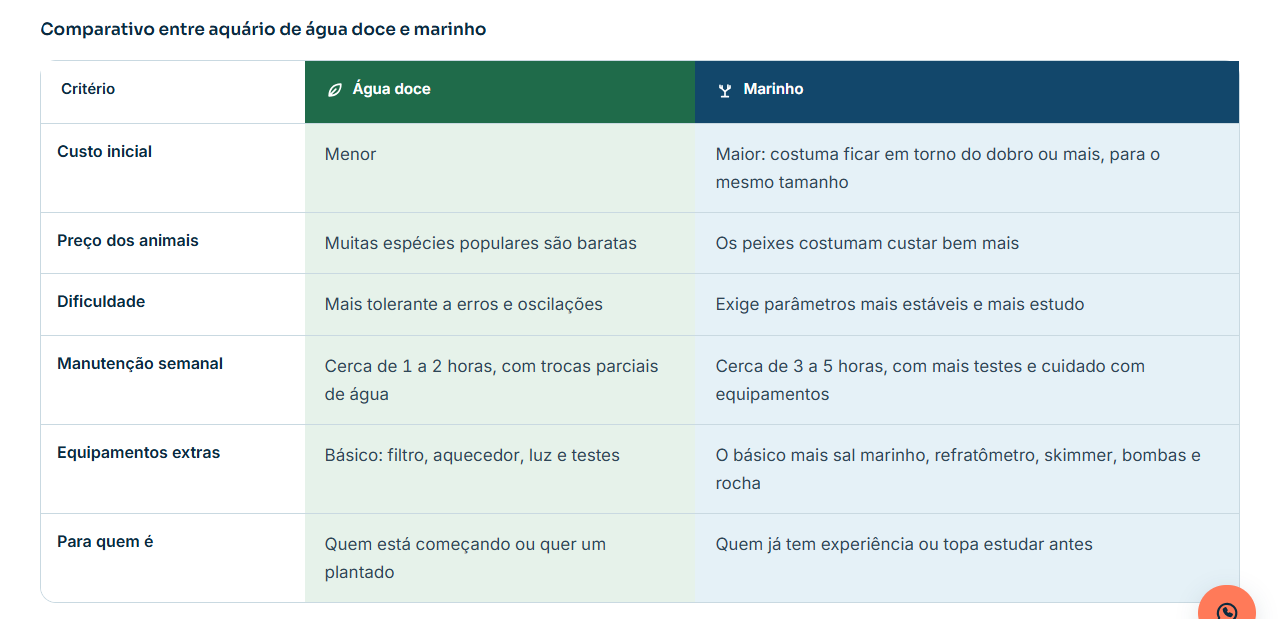 Comparativo entre aquário de água doce e marinho
Critério
Água doce
Marinho
Custo inicial
Menor
Maior: costuma ficar em torno do dobro ou mais, para o
mesmo tamanho
Preço dos animais
Muitas espécies populares são baratas
Os peixes costumam custar bem mais
Dificuldade
Mais tolerante a erros e oscilações
Exige parâmetros mais estáveis e mais estudo
Manutenção semanal
Cerca de 1 a 2 horas, com trocas parciais
de água
Cerca de 3 a 5 horas, com mais testes e cuidado com
equipamentos
Equipamentos extras
Básico: filtro, aquecedor, luz e testes
O básico mais sal marinho, refratômetro, skimmer, bombas e
rocha
Para quem é
Quem está começando ou quer um
plantado
Quem já tem experiência ou topa estudar antes